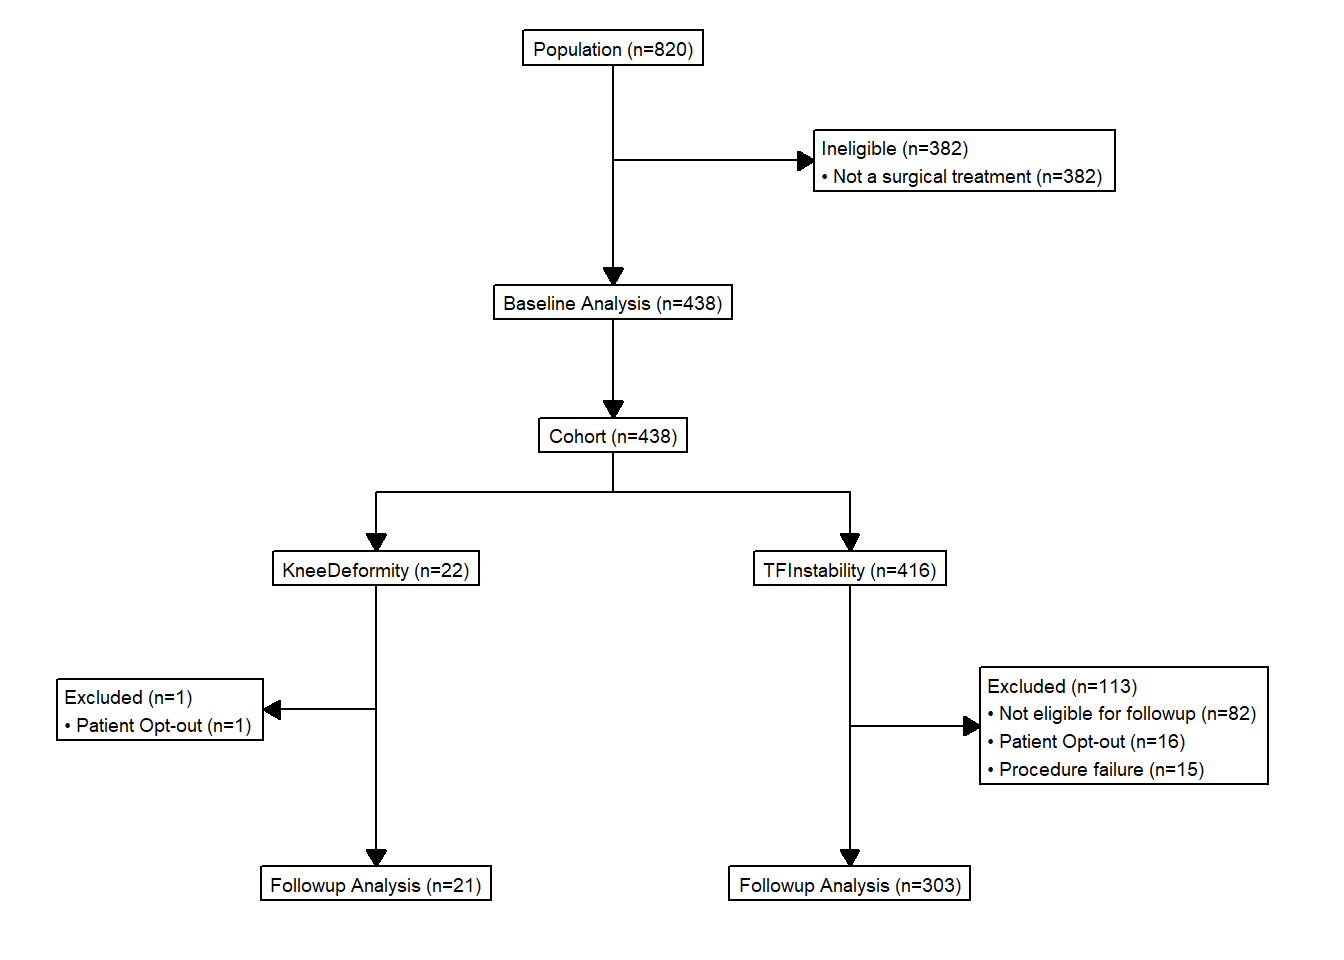 Population (n=820)
Ineligible (n=382)
• Not a surgical treatment (n=382)
Baseline Analysis (n=438)
Cohort (n=438)
KneeDeformity (n=22)
TFInstability (n=416)
Excluded (n=1)
• Patient Opt-out (n=1)
Excluded (n=113)
• Not eligible for followup (n=82)
• Patient Opt-out (n=16)
• Procedure failure (n=15)
Followup Analysis (n=21)
Followup Analysis (n=303)